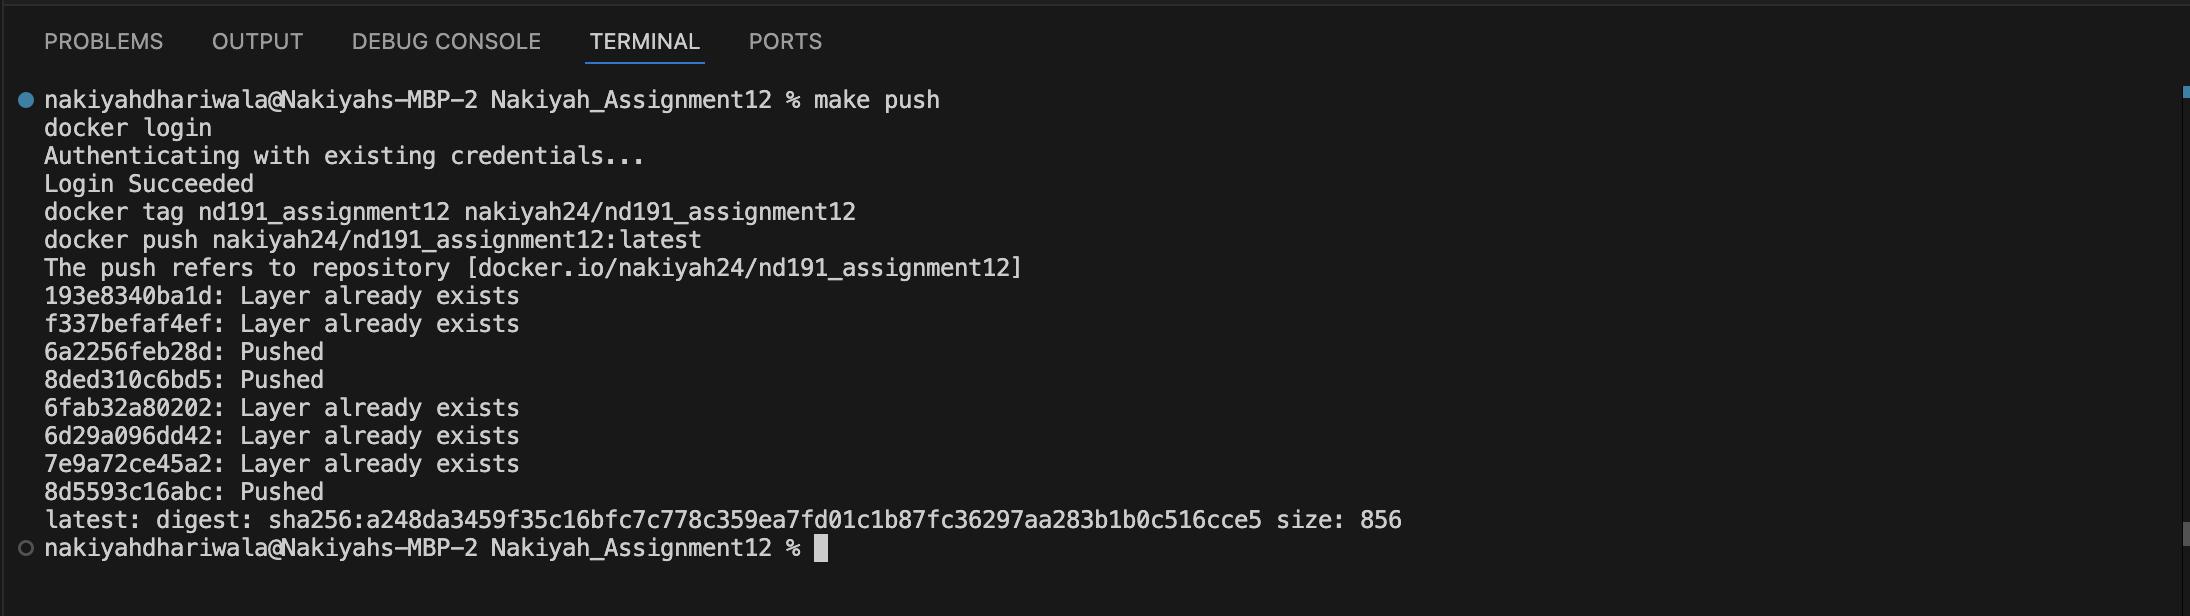 PROBLEMS OUTPUT DEBUG CONSOLE TERMINAL PORTS
nakiyahdhariwala@Nakiyahs-MBP-2 Nakiyah_Assignment12 % make push
docker login
Authenticating with existing credentials...
Login Succeeded
docker tag nd191_assignment12 nakiyah24/nd191_assignment12
docker push nakiyah24/nd191_assignment12:latest
The push refers to repository [docker.io/nakiyah24/nd191_assignment12]
193e8340ba1d: Layer already exists
f337befaf4ef: Layer already exists
6a2256feb28d: Pushed
8ded310c6bd5: Pushed
6fab32a80202: Layer already exists
6d29a096dd42: Layer already exists
7e9a72ce45a2: Layer already exists
8d5593c16abc: Pushed
latest: digest: sha256:a248da3459f35c16bfc7c778c359ea7fd01c1b87fc36297aa283b1b0c516cce5 size: 856
nakiyahdhariwala@Nakiyahs-MBP-2 Nakiyah_Assignment12 %